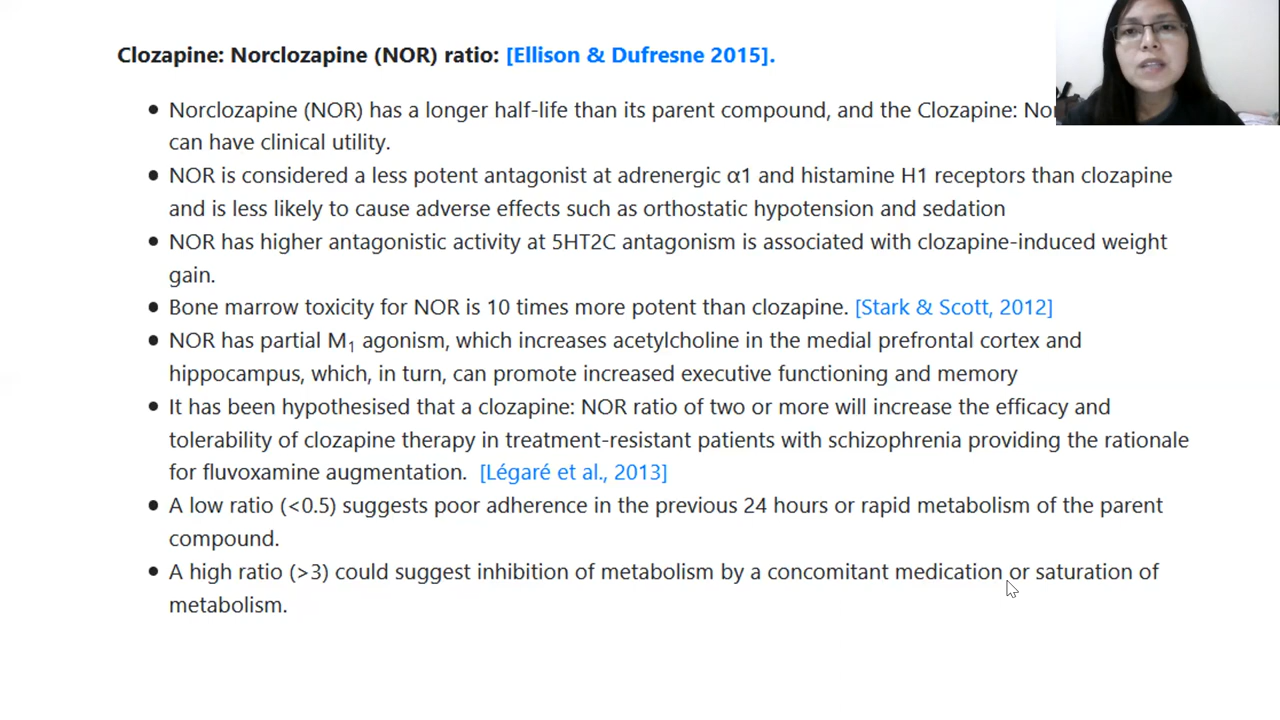 Clozapine: Norclozapine (NOR) ratio: [Ellison & Dufresne 2015].
• Norclozapine (NOR) has a longer half-life than its parent compound, and the Clozapine:
can have clinical utility.
• NOR is considered a less potent antagonist at adrenergic α1 and histamine H1 receptors than clozapine
and is less likely to cause adverse effects such as orthostatic hypotension and sedation
• NOR has higher antagonistic activity at 5HT2C antagonism is associated with clozapine-induced weight
gain.
• Bone marrow toxicity for NOR is 10 times more potent than clozapine. [Stark & Scott, 2012]
• NOR has partial M₁ agonism, which increases acetylcholine in the medial prefrontal cortex and
hippocampus, which, in turn, can promote increased executive functioning and memory
• It has been hypothesised that a clozapine: NOR ratio of two or more will increase the efficacy and
tolerability of clozapine therapy in treatment-resistant patients with schizophrenia providing the rationale
for fluvoxamine augmentation. [Légaré et al., 2013]
• A low ratio (<0.5) suggests poor adherence in the previous 24 hours or rapid metabolism of the parent
compound.
• A high ratio (>3) could suggest inhibition of metabolism by a concomitant medication or saturation of
metabolism.